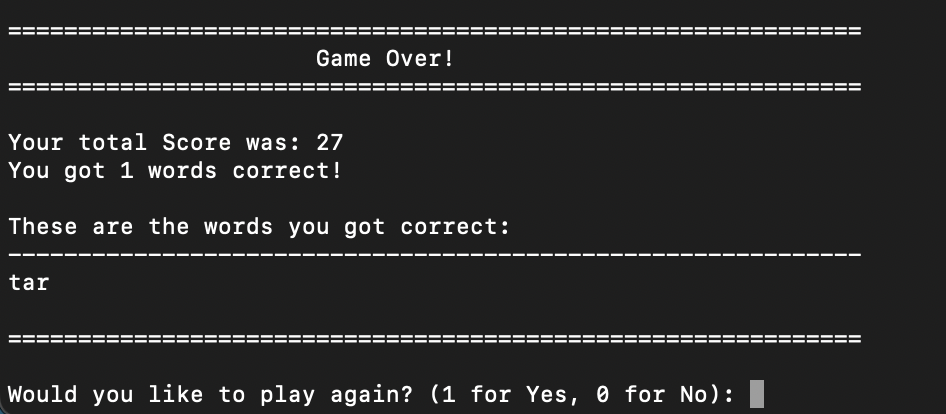 =============================================================
Game Over!
=============================================================
Your total Score was: 27
You got 1 words correct!
These are the words you got correct:
-------------------------------------------------------------
tar
=============================================================
Would you like to play again? (1 for Yes, 0 for No):